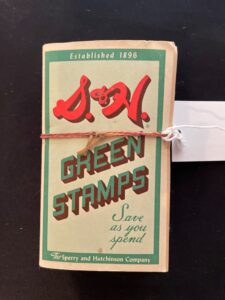 Established 1896
S. & H.
GREEN
STAMPS
Save
as you
spend
The Sperry and Hutchinson Company